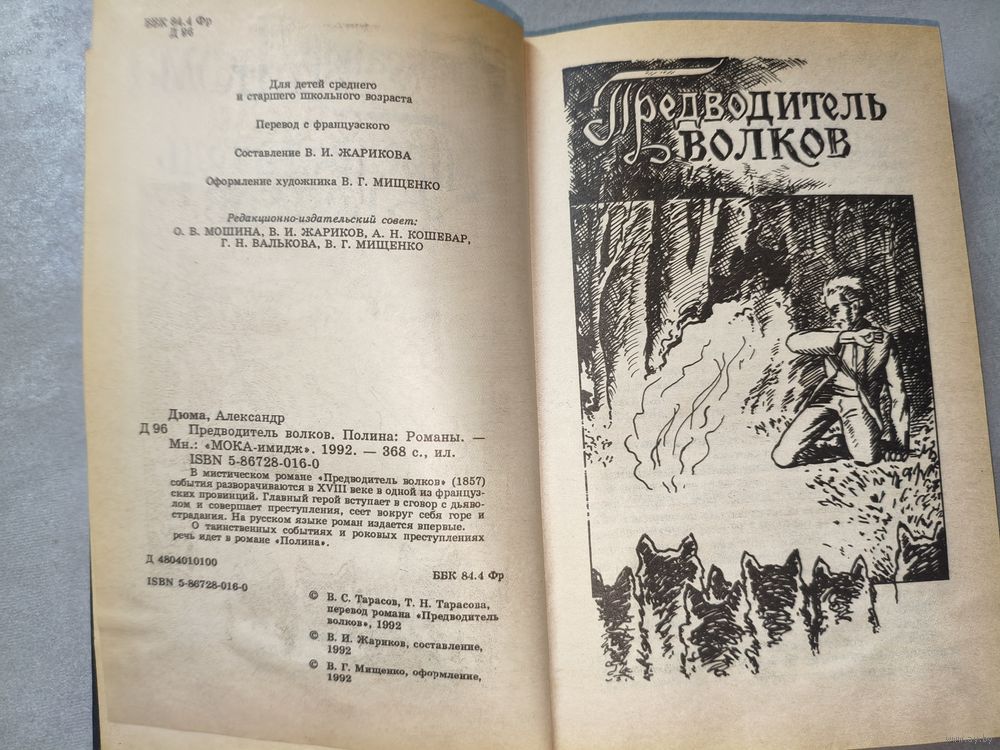 ББК 84.4 Фр
Д 96
Для детей среднего
и старшего школьного возраста
Перевод с французского
Составление В. И. ЖАРИКОВА
Оформление художника В. Г. МИЩЕНКО
Редакционно-издательский совет:
О. В. МОШИНА, В. И. ЖАРИКОВ, А. Н. КОШЕВАР,
Г. Н. ВАЛЬКОВА, В. Г. МИЩЕНКО
Дюма, Александр
Д 96 Предводитель волков. Полина: Романы. —
Мн.: «МОКА-имидж». 1992. — 368 с., ил.
ISBN 5-86728-016-0
В мистическом романе «Предводитель волков» (1857)
события разворачиваются в XVIII веке в одной из француз-
ских провинций. Главный герой вступает в сговор с дьяво-
лом и совершает преступления, сеет вокруг себя горе и
страдания. На русском языке роман издается впервые.
О таинственных событиях и роковых преступлениях
речь идет в романе «Полина».
Д 4804010100
ББК 84.4 Фр
ISBN 5-86728-016-0
© В. С. Тарасов, Т. Н. Тарасова,
перевод романа «Предводитель
волков», 1992
© В. И. Жариков, составление,
1992
© В. Г. Мищенко, оформление,
1992
Предводитель
волков